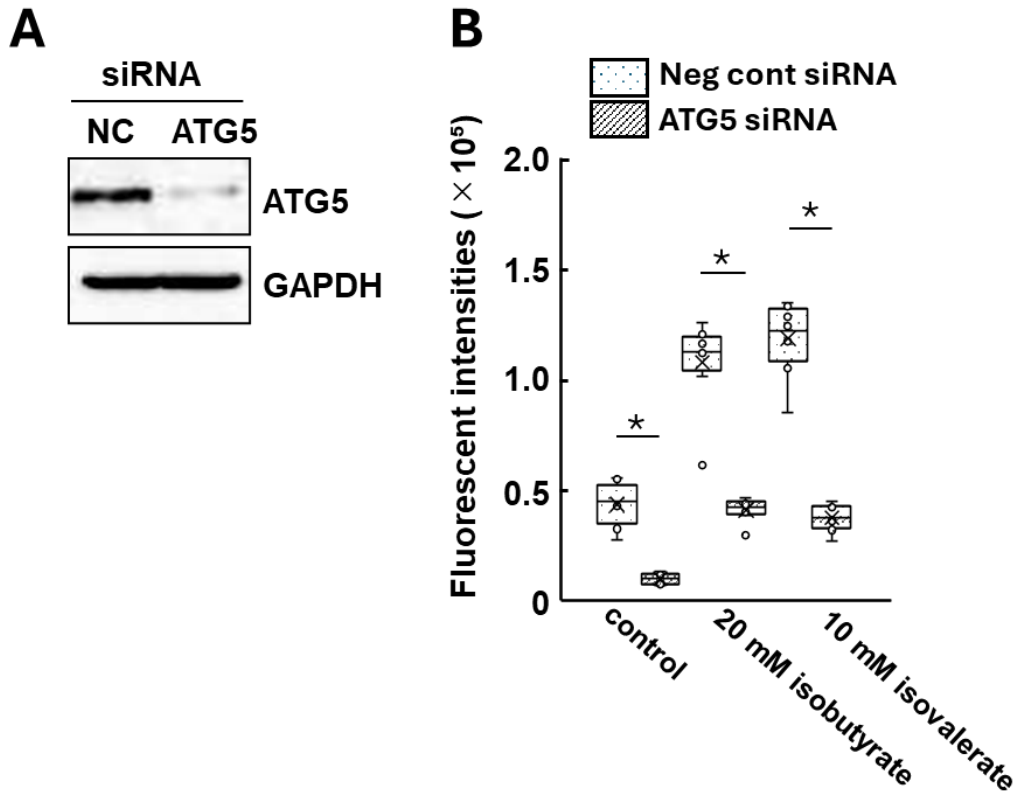 A
siRNA
NC ATG5
ATG5
GAPDH
B
Neg cont siRNA
ATG5 siRNA
Fluorescent intensities (×10⁵)
2.0
1.5
1.0
0.5
0
*
*
*
control
20 mM isobutyrate
10 mM isovalerate